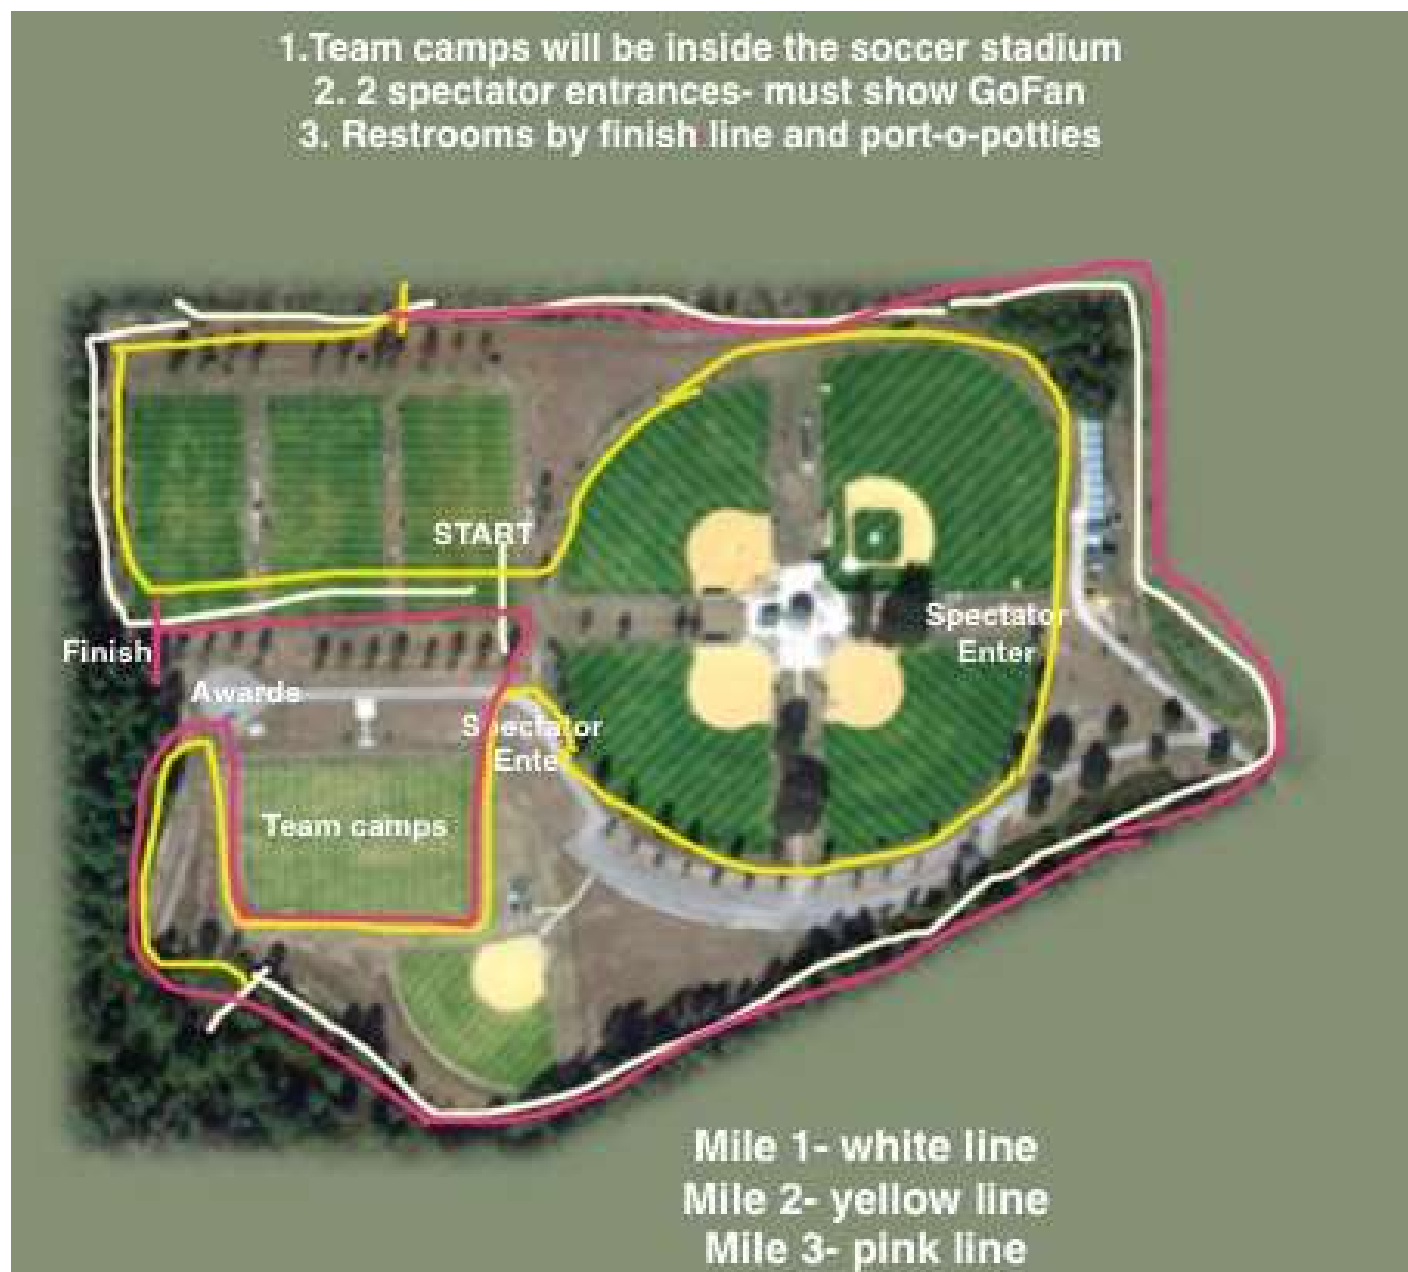 1.Team camps will be inside the soccer stadium
2. 2 spectator entrances- must show GoFan
3. Restrooms by finish line and port-o-potties
START
Spectator
Enter
Finish
Awards
Spectator
Enter
Team camps
Mile 1- white line
Mile 2- yellow line
Mile 3- pink line